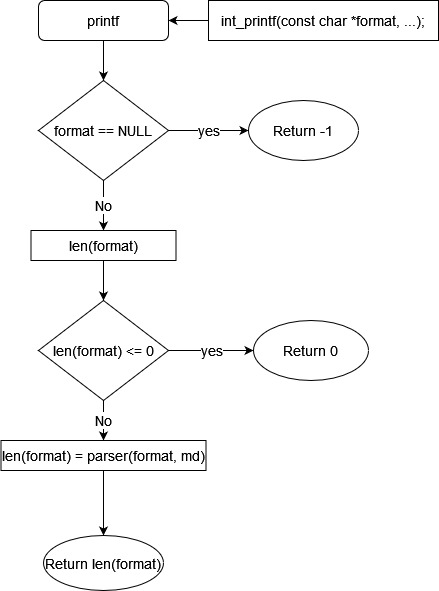 printf
int_printf(const char *format, ...);
format == NULL
yes
Return -1
No
len(format)
len(format) <= 0
yes
Return 0
No
len(format) = parser(format, md)
Return len(format)